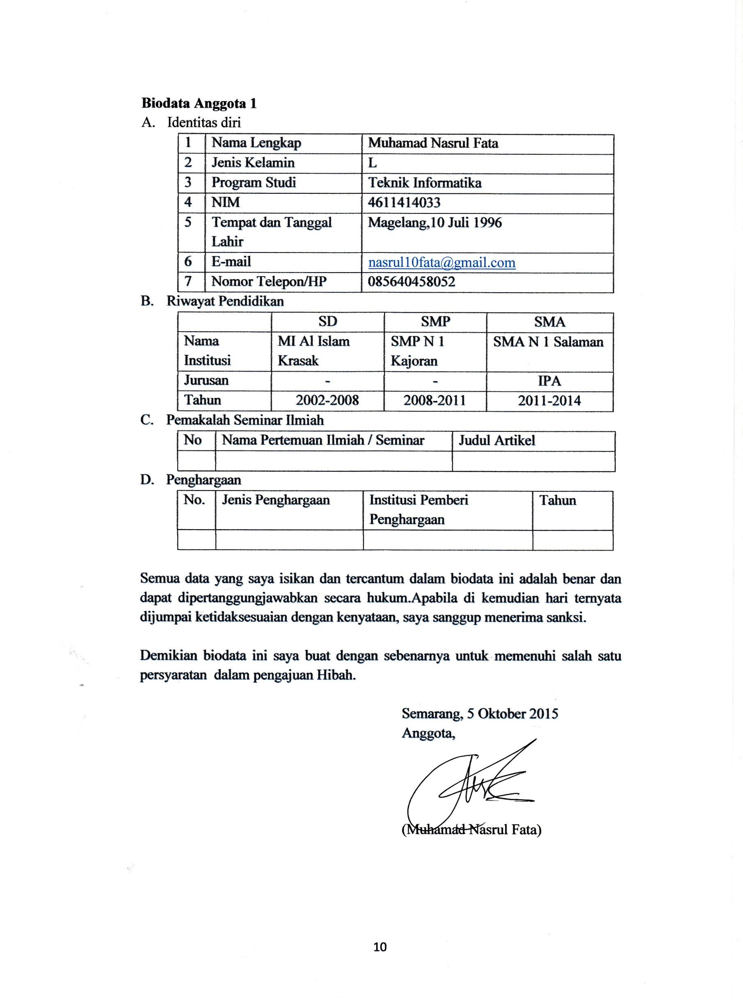 Biodata Anggota 1
A. Identitas diri
1 Nama Lengkap Muhamad Nasrul Fata
2 Jenis Kelamin L
3 Program Studi Teknik Informatika
4 NIM 4611414033
5 Tempat dan Tanggal Lahir Magelang,10 Juli 1996
6 E-mail nasrul10fata@gmail.com
7 Nomor Telepon/HP 085640458052
B. Riwayat Pendidikan
SD SMP SMA
Nama Institusi MI Al Islam Krasak SMP N 1 Kajoran SMA N 1 Salaman
Jurusan - - IPA
Tahun 2002-2008 2008-2011 2011-2014
C. Pemakalah Seminar Ilmiah
No Nama Pertemuan Ilmiah / Seminar Judul Artikel
D. Penghargaan
No. Jenis Penghargaan Institusi Pemberi Penghargaan Tahun
Semua data yang saya isikan dan tercantum dalam biodata ini adalah benar dan
dapat dipertanggungjawabkan secara hukum.Apabila di kemudian hari ternyata
dijumpai ketidaksesuaian dengan kenyataan, saya sanggup menerima sanksi.
Demikian biodata ini saya buat dengan sebenarnya untuk memenuhi salah satu
persyaratan dalam pengajuan Hibah.
Semarang, 5 Oktober 2015
Anggota,
(Muhamad Nasrul Fata)
10